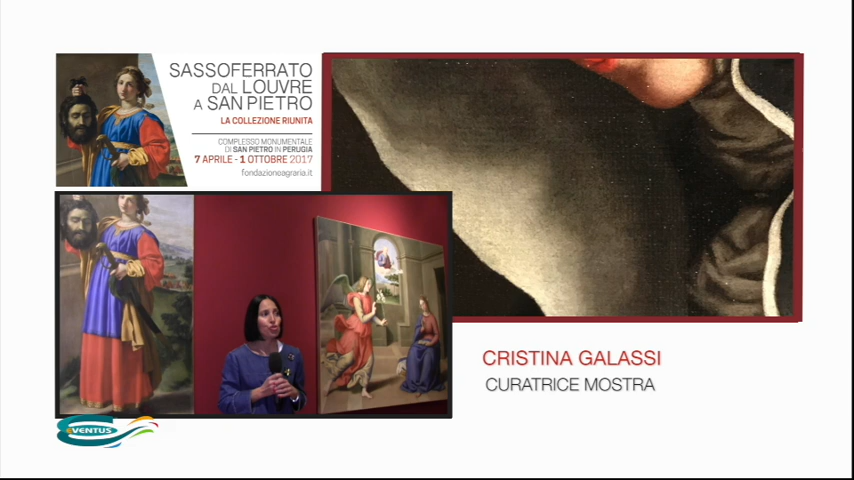 SASSOFERRATO
DAL LOUVRE
A SAN PIETRO
LA COLLEZIONE RIUNITA
COMPLESSO MONUMENTALE
DI SAN PIETRO IN PERUGIA
7 APRILE - 1 OTTOBRE 2017
fondazioneagraria.it
CRISTINA GALASSI
CURATRICE MOSTRA
EVENTUS